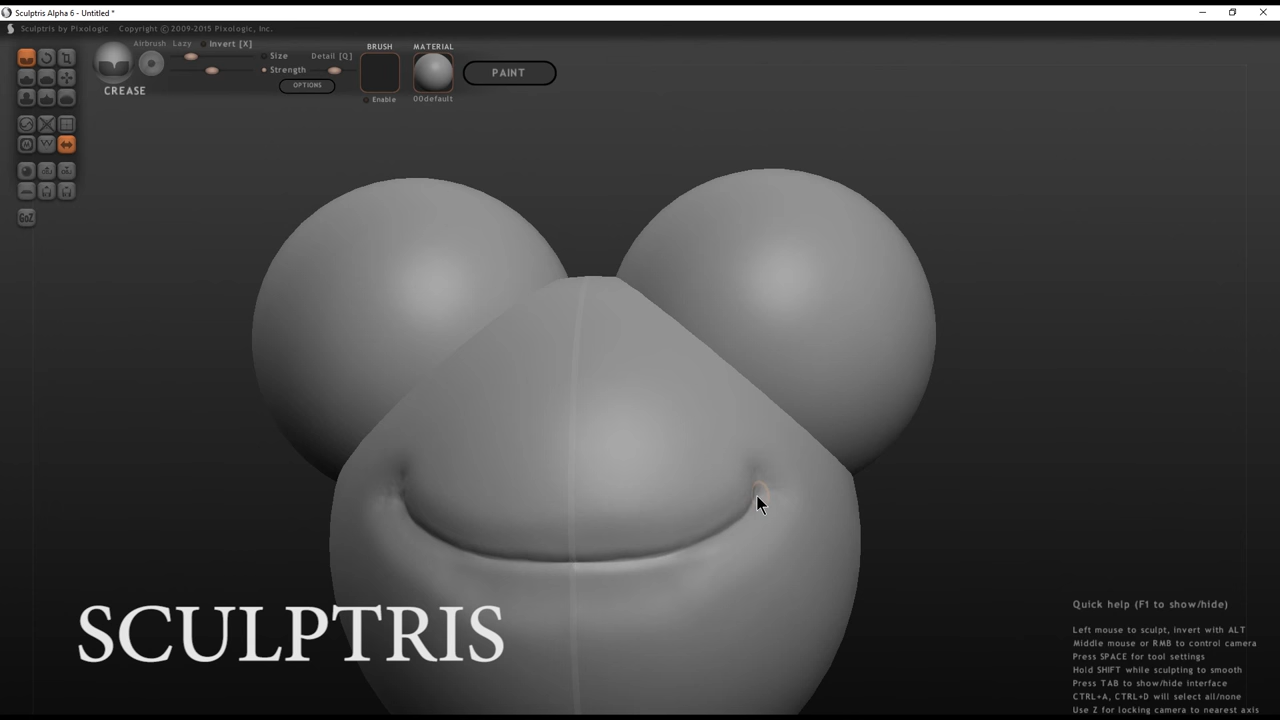 Sculptris Alpha 6 - Untitled *
Sculptris by Pixologic   Copyright © 2009-2015 Pixologic, Inc.
Airbrush Lazy Invert [X]
Size Detail [Q]
Strength
OPTIONS
CREASE
BRUSH
Enable
MATERIAL
00default
PAINT
GoZ
SCULPTRIS
Quick help (F1 to show/hide)
Left mouse to sculpt, invert with ALT
Middle mouse or RMB to control camera
Press SPACE for tool settings
Hold SHIFT while sculpting to smooth
Press TAB to show/hide interface
CTRL+A, CTRL+D will select all/none
Use Z for locking camera to nearest axis